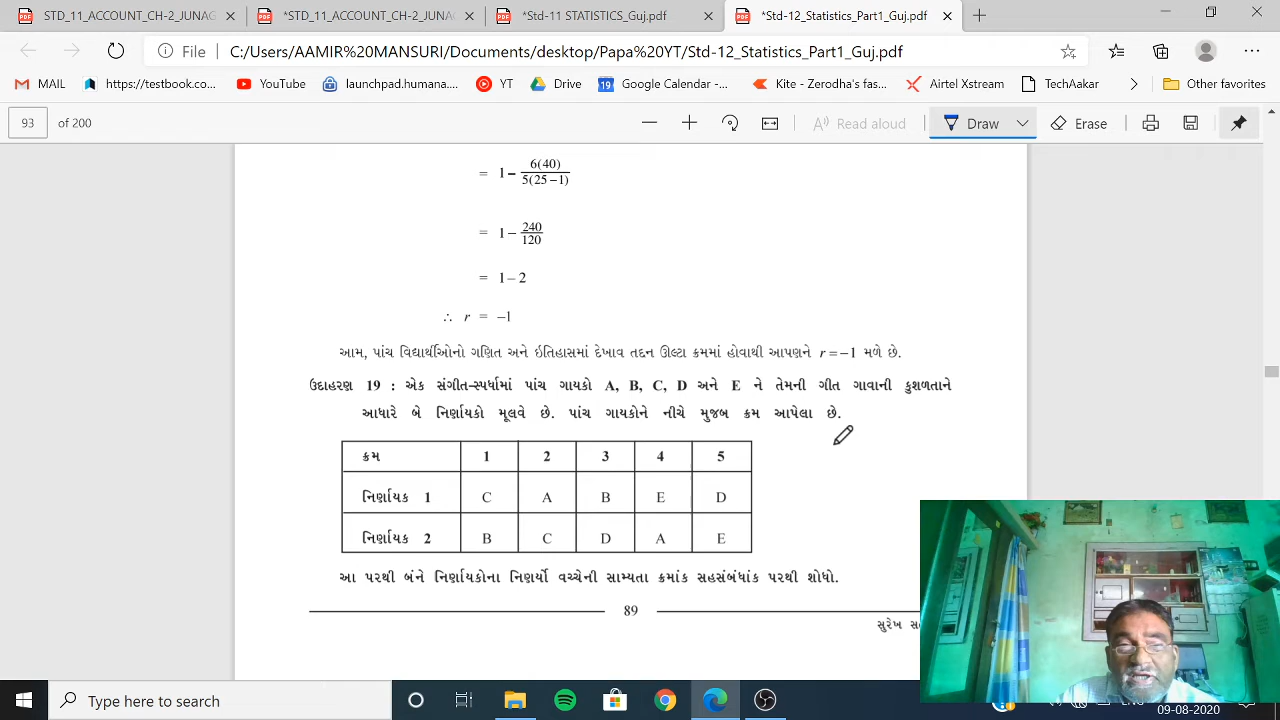 STD_11_ACCOUNT_CH-2_JUNAG
*STD-11_ACCOUNT_CH-2_UTHA
*STD-11_STATISTICS_Guj.pdf
*Std-12_Statistics_Part1_Guj.pdf
File C:/Users/AAMIR%20MANSURI/Documents/desktop/Papa%20YT/Std-12_Statistics_Part1_Guj.pdf
MAIL https://testbook.co... YouTube launchpad.humana... YT Drive Google Calendar -... Kite - Zerodha's fas... Airtel Xstream TechAakar Other favorites
93 of 200 Read aloud Draw Erase
= 1 - 6(40) / 5(25-1)
= 1 - 240 / 120
= 1 - 2
∴ r = -1
આમ, પાંચ વિદ્યાર્થીઓનો ગણિત અને ઇતિહાસમાં દેખાવ તદ્દન ઊલ્ટા ક્રમમાં હોવાથી આપણને r = -1 મળે છે.
ઉદાહરણ 19 : એક સંગીત-સ્પર્ધામાં પાંચ ગાયકો A, B, C, D અને E ને તેમની ગીત ગાવાની કુશળતાને
આધારે બે નિર્ણાયકો મૂલવે છે. પાંચ ગાયકોને નીચે મુજબ ક્રમ આપેલા છે.
ક્રમ 1 2 3 4 5
નિર્ણાયક 1 C A B E D
નિર્ણાયક 2 B C D A E
આ પરથી બંને નિર્ણાયકોના નિર્ણયો વચ્ચેની સામ્યતા ક્રમાંક સહસંબંધાંક પરથી શોધો.
89
સુરેખ
Type here to search
09-08-2020